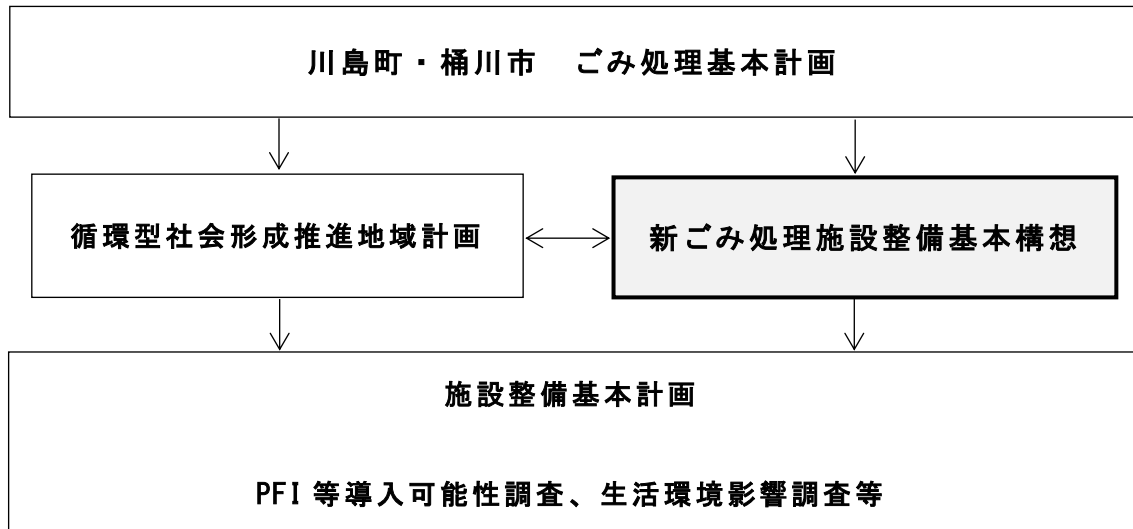 川島町・桶川市　ごみ処理基本計画
循環型社会形成推進地域計画
新ごみ処理施設整備基本構想
施設整備基本計画
PFI等導入可能性調査、生活環境影響調査等